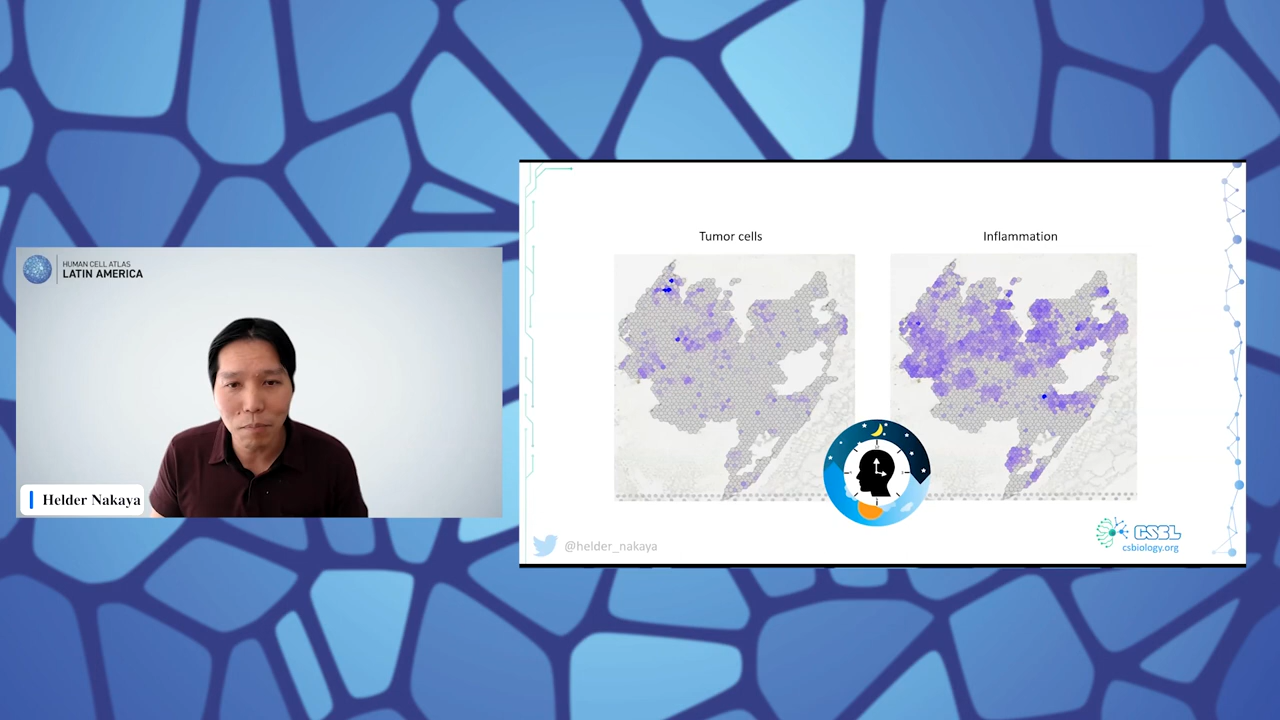 HUMAN CELL ATLAS
LATIN AMERICA
Helder Nakaya
Tumor cells
Inflammation
@helder_nakaya
CSBL
csbiology.org